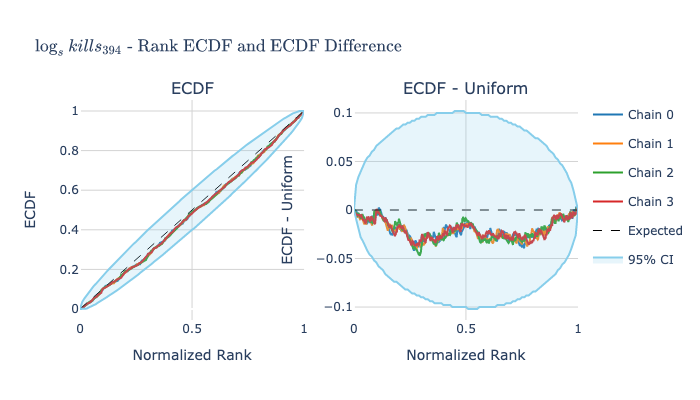 log_s kills_394 - Rank ECDF and ECDF Difference
ECDF
ECDF
1
0.8
0.6
0.4
0.2
0
0
0.5
1
Normalized Rank
ECDF - Uniform
ECDF - Uniform
0.1
0.05
0
−0.05
−0.1
0
0.5
1
Normalized Rank
Chain 0
Chain 1
Chain 2
Chain 3
Expected
95% CI